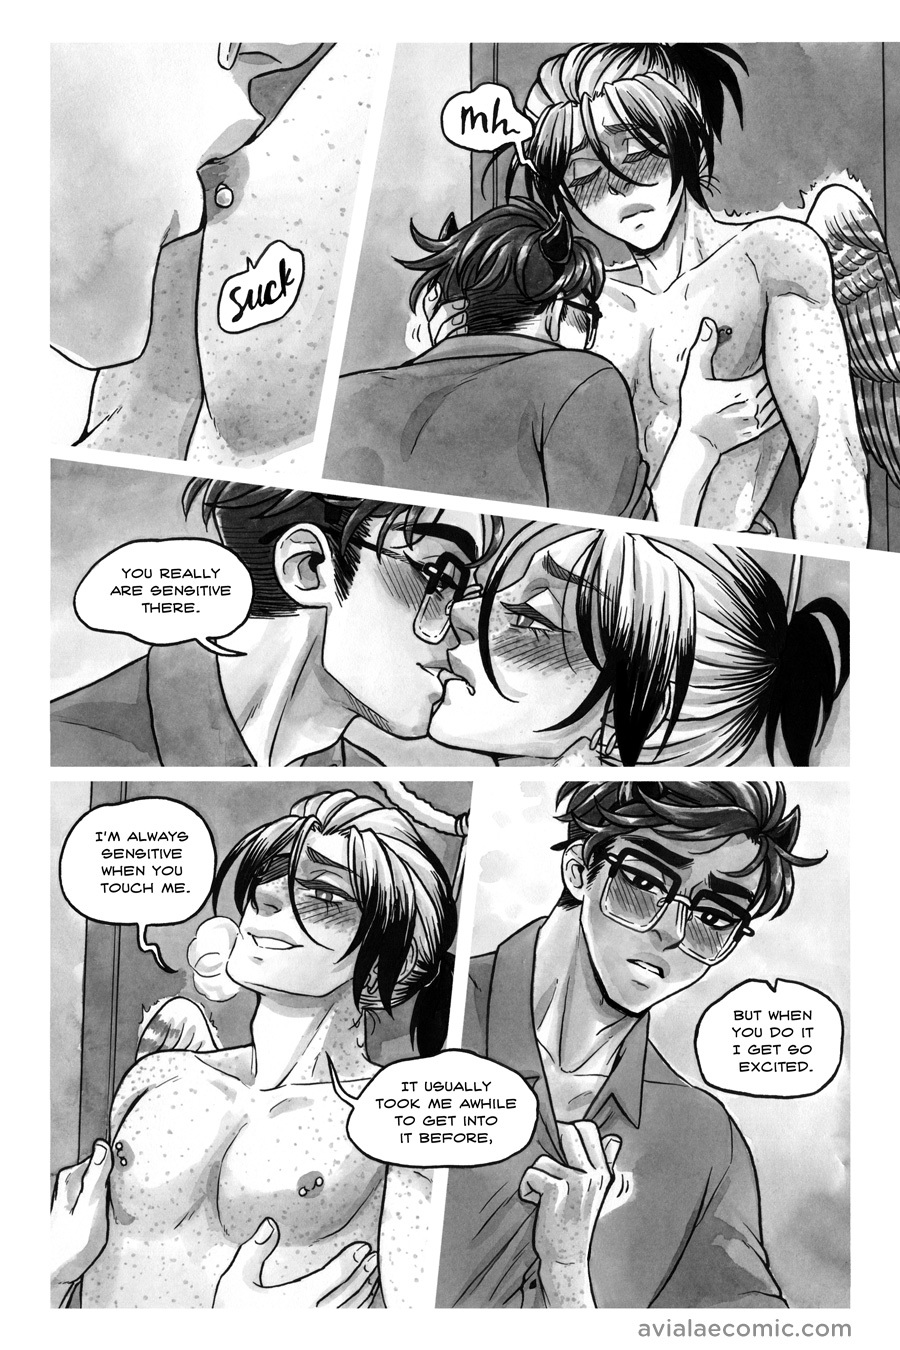 suck
mh.
YOU REALLY
ARE SENSITIVE
THERE.
I'M ALWAYS
SENSITIVE
WHEN YOU
TOUCH ME.
IT USUALLY
TOOK ME AWHILE
TO GET INTO
IT BEFORE,
BUT WHEN
YOU DO IT
I GET SO
EXCITED.
avialaecomic.com